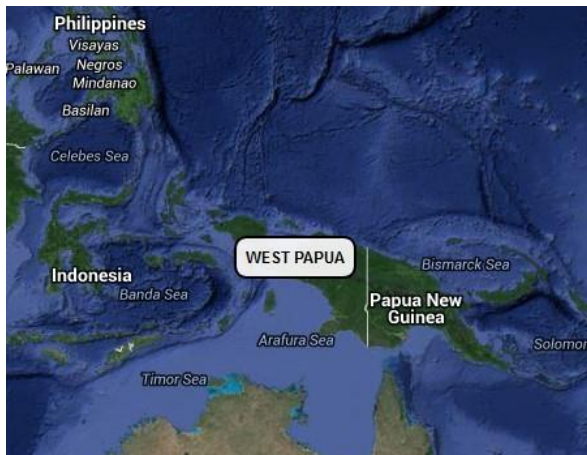 Philippines
Visayas
Palawan
Negros
Mindanao
Basilan
Celebes Sea
WEST PAPUA
Bismarck Sea
Indonesia
Banda Sea
Papua New
Guinea
Arafura Sea
Solomon
Timor Sea